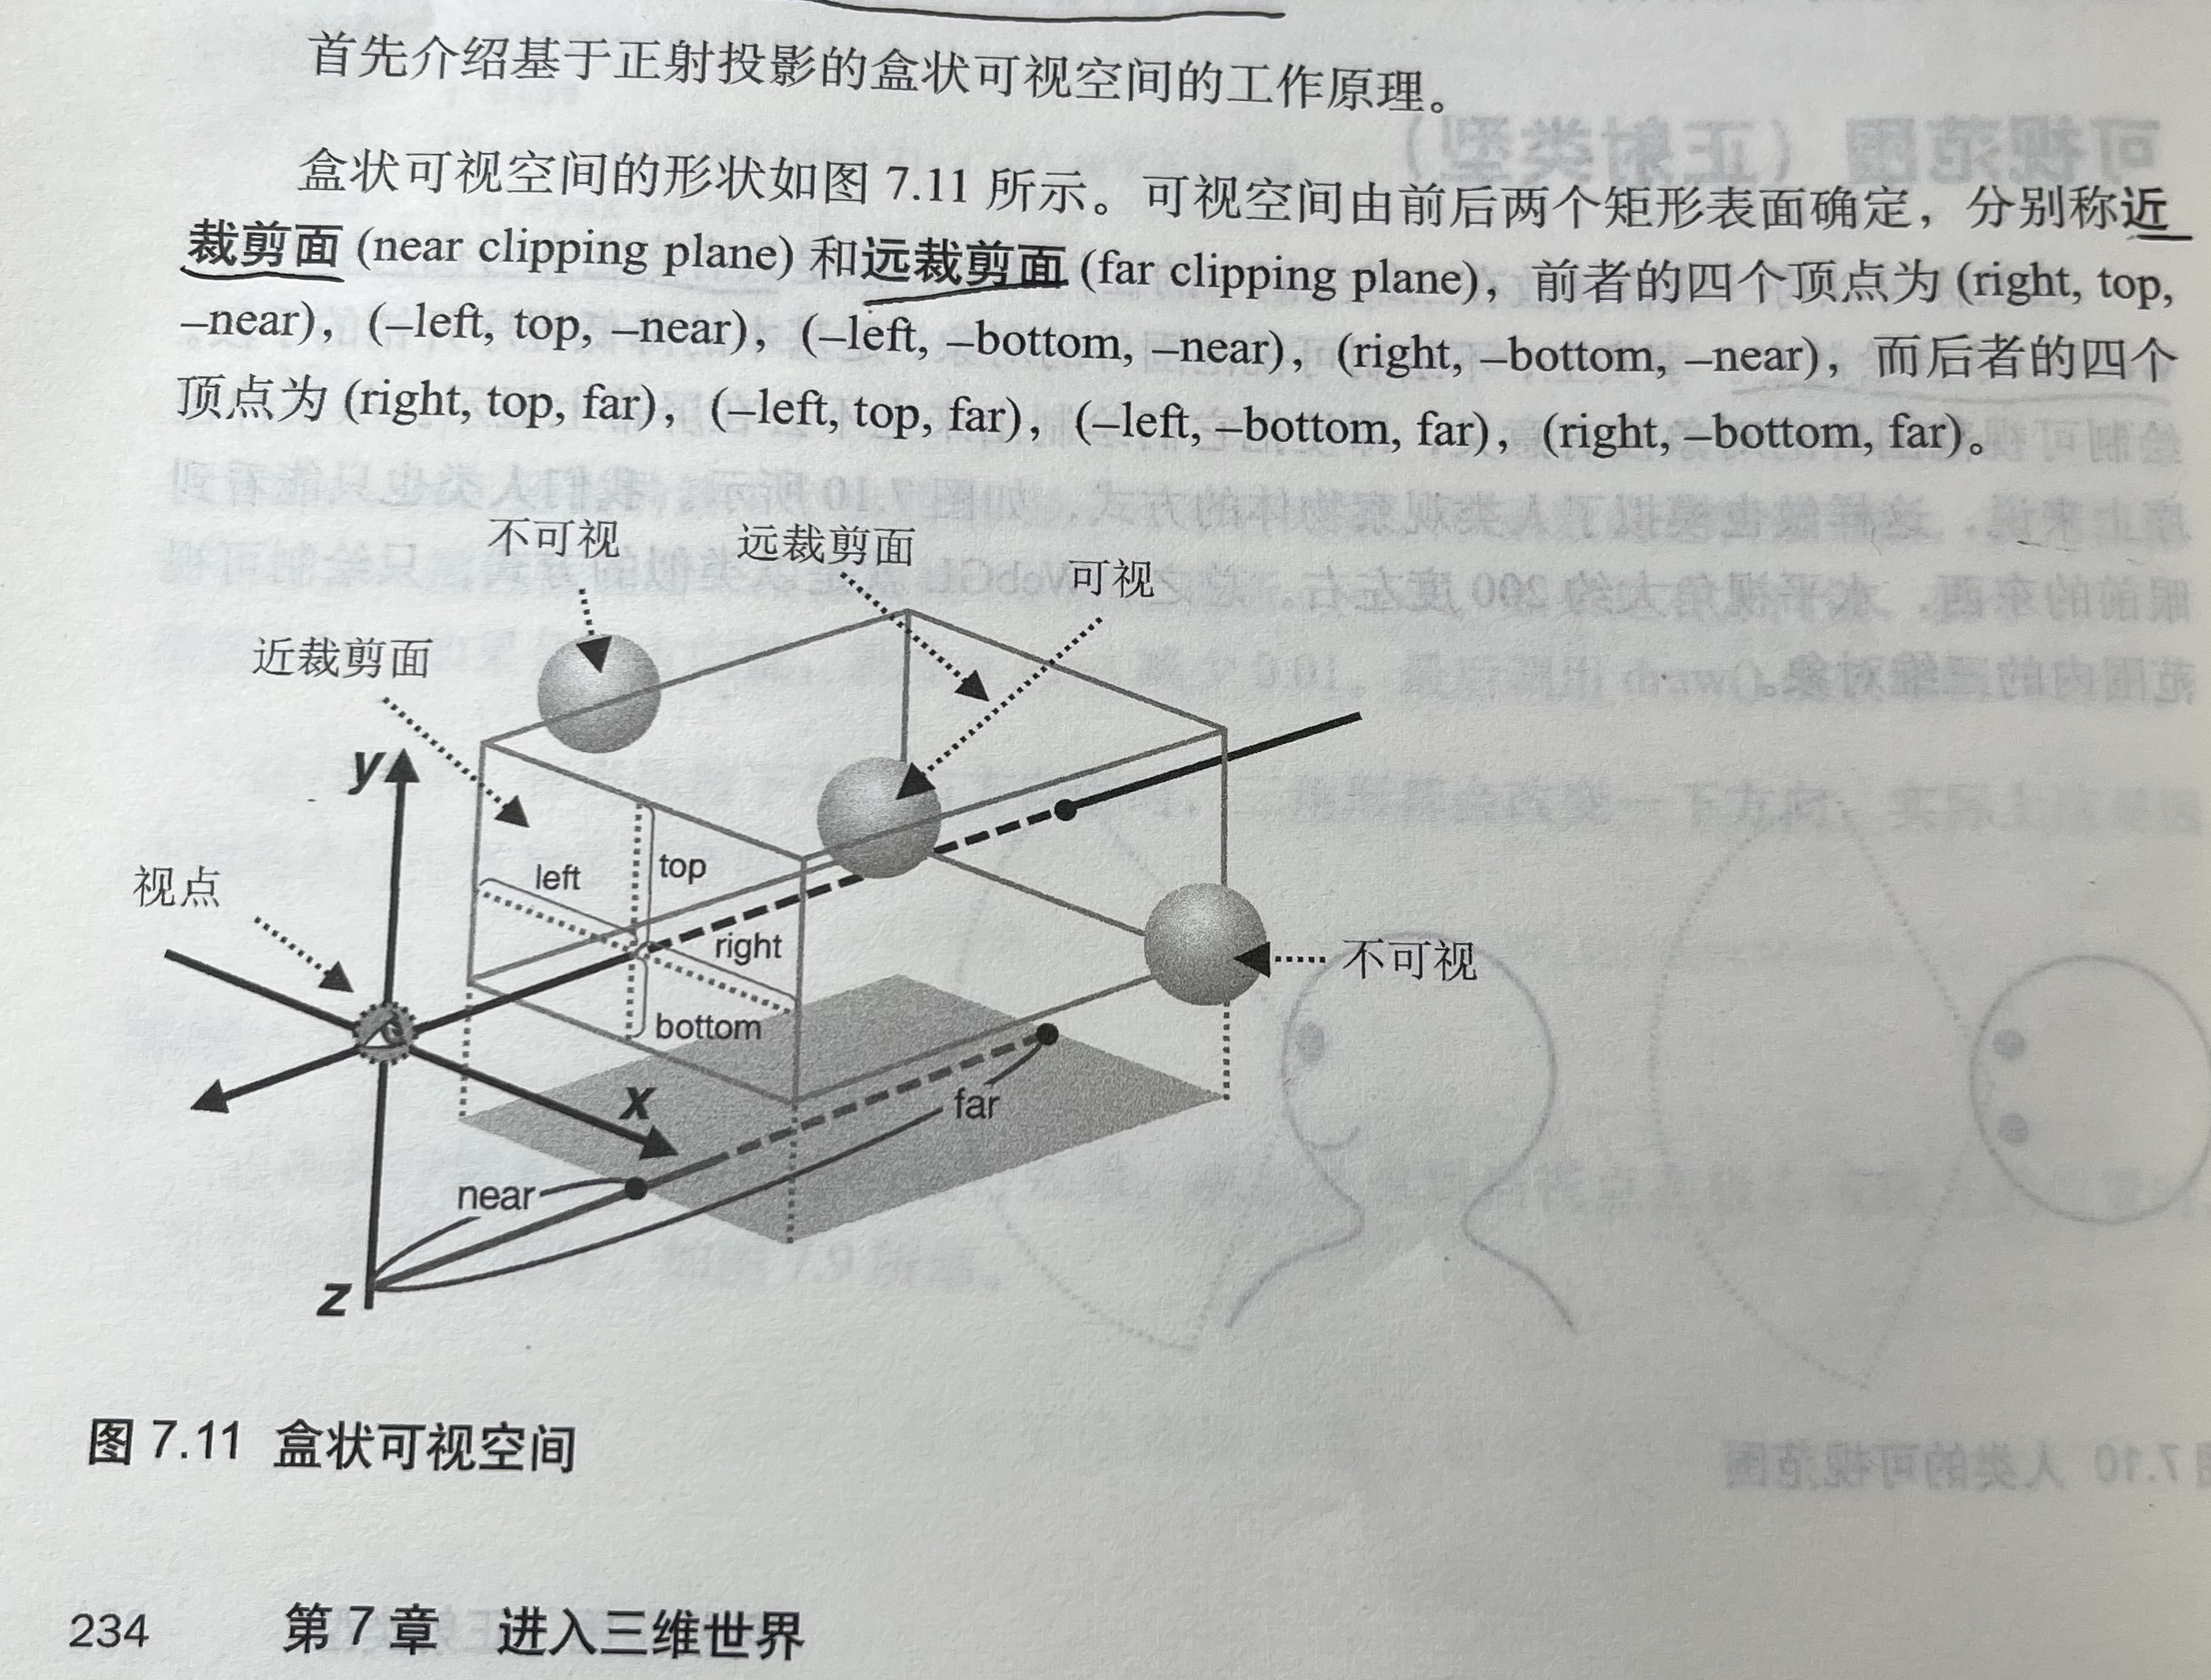 首先介绍基于正射投影的盒状可视空间的工作原理。
盒状可视空间的形状如图 7.11 所示。可视空间由前后两个矩形表面确定，分别称近
裁剪面 (near clipping plane) 和远裁剪面 (far clipping plane)，前者的四个顶点为 (right, top,
–near)，(–left, top, –near)，(–left, –bottom, –near)，(right, –bottom, –near)，而后者的四个
顶点为 (right, top, far)，(–left, top, far)，(–left, –bottom, far)，(right, –bottom, far)。
不可视
远裁剪面
可视
近裁剪面
y
top
left
视点
right
不可视
bottom
x
far
near
z
图 7.11 盒状可视空间
234 第 7 章 进入三维世界